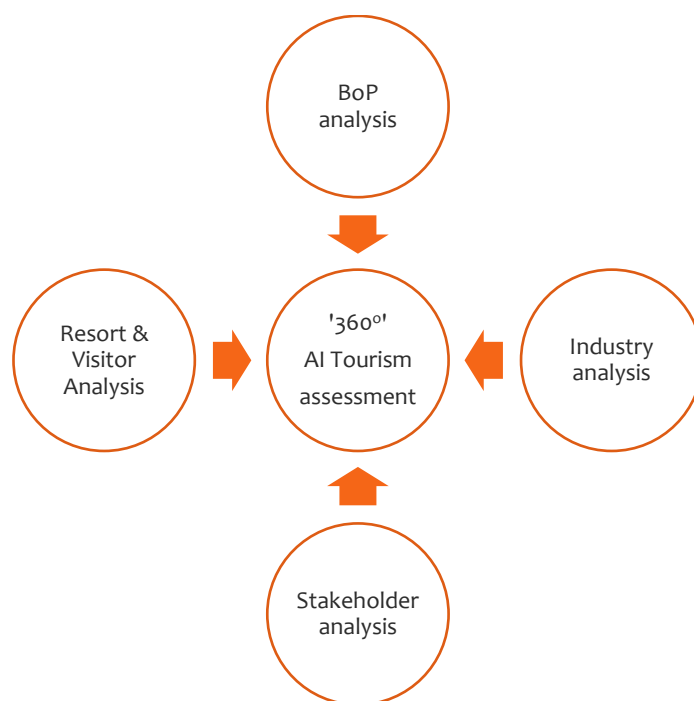 BoP
analysis
Resort &
Visitor
Analysis
'360º'
AI Tourism
assessment
Industry
analysis
Stakeholder
analysis